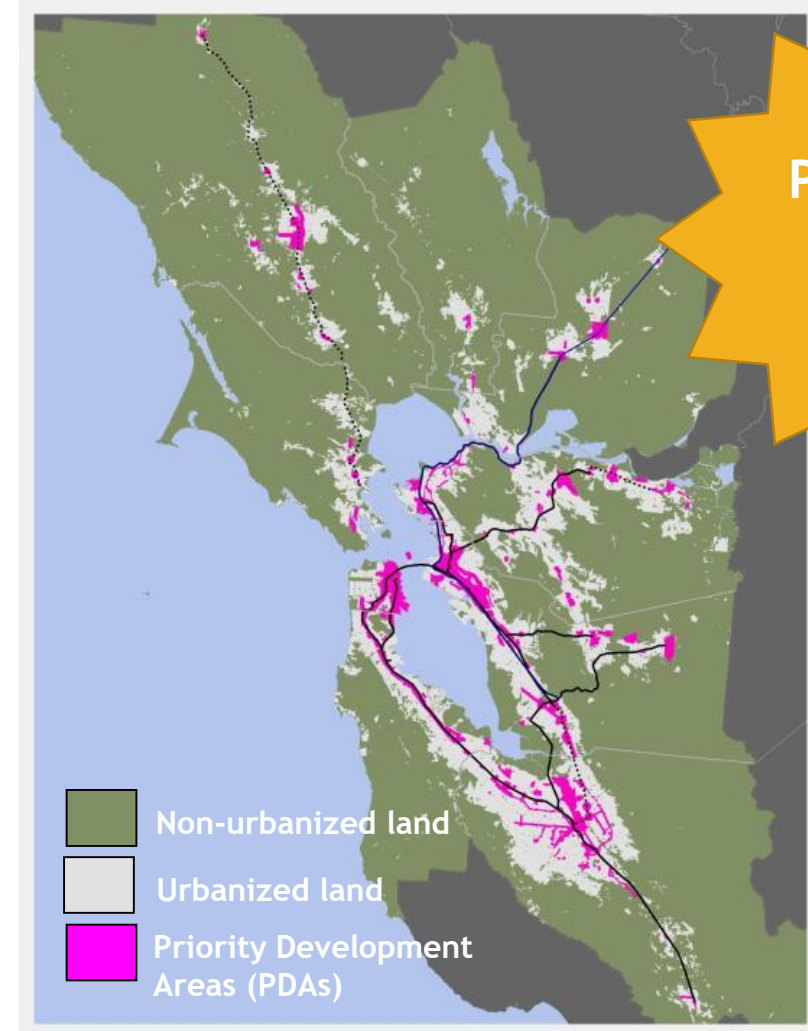 P
Non-urbanized land
Urbanized land
Priority Development
Areas (PDAs)